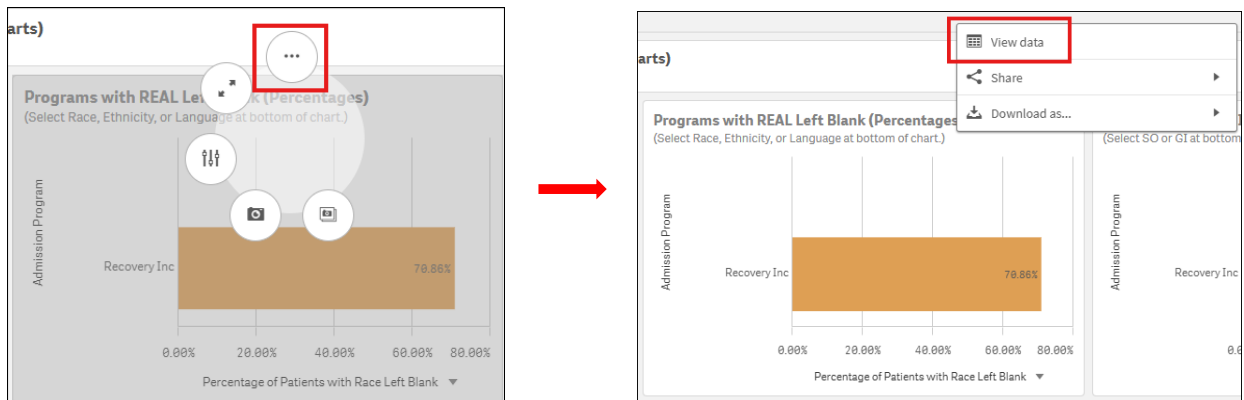 arts)
Programs with REAL Left Blank (Percentages)
(Select Race, Ethnicity, or Language at bottom of chart.)
Admission Program
Recovery Inc
70.86%
0.00% 20.00% 40.00% 60.00% 80.00%
Percentage of Patients with Race Left Blank
arts)
View data
Share
Download as...
Programs with REAL Left Blank (Percentages
(Select Race, Ethnicity, or Language at bottom of chart.)
Admission Program
Recovery Inc
70.86%
0.00% 20.00% 40.00% 60.00% 80.00%
Percentage of Patients with Race Left Blank
(Select SO or GI at bottom
Admission Program
Recovery Inc